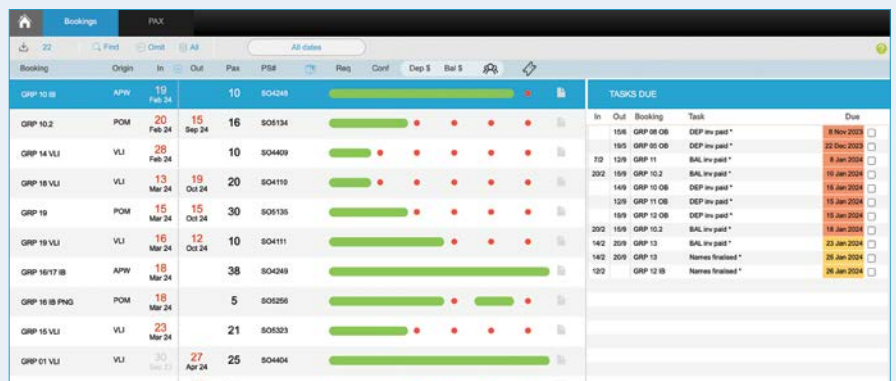 Bookings PAX
22 Find Omit All All dates
Booking Origin In Out Pax PS# Req Conf Dep $ Bal $
GRP 10 IB APW 19 Feb 24 10 SO4248
GRP 10.2 POM 20 Feb 24 15 Sep 24 16 SO5134
GRP 14 VLI VLI 28 Feb 24 10 SO4409
GRP 18 VLI VLI 13 Mar 24 19 Oct 24 20 SO4110
GRP 19 POM 15 Mar 24 15 Oct 24 30 SO5135
GRP 19 VLI VLI 16 Mar 24 12 Oct 24 10 SO4111
GRP 16/17 IB APW 18 Mar 24 38 SO4249
GRP 16 IB PNG POM 18 Mar 24 5 SO5256
GRP 15 VLI VLI 23 Mar 24 21 SO5323
GRP 01 VLI VLI 30 27 Apr 24 25 SO4404
TASKS DUE
In Out Booking Task Due
15/6 GRP 08 OB DEP inv paid * 8 Nov 2023
19/5 GRP 05 OB DEP inv paid * 22 Dec 2023
7/2 12/9 GRP 11 BAL inv paid * 8 Jan 2024
20/2 15/9 GRP 10.2 BAL inv paid * 10 Jan 2024
14/9 GRP 10 OB DEP inv paid * 15 Jan 2024
12/9 GRP 11 OB DEP inv paid * 15 Jan 2024
18/9 GRP 12 OB DEP inv paid * 15 Jan 2024
20/2 15/9 GRP 10.2 BAL inv paid * 18 Jan 2024
14/2 20/9 GRP 13 BAL inv paid * 23 Jan 2024
14/2 20/9 GRP 13 Names finalised * 25 Jan 2024
12/2 GRP 12 IB Names finalised * 26 Jan 2024